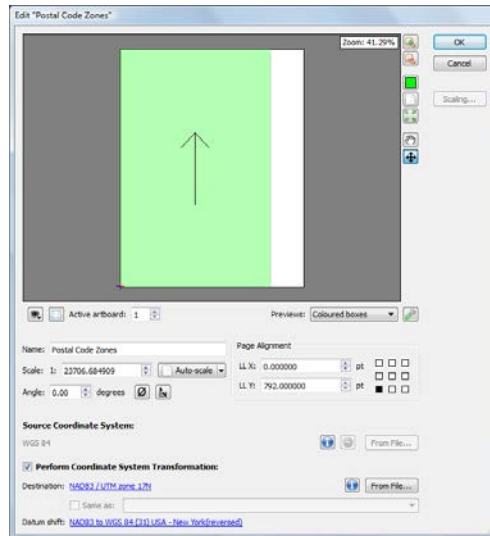 Edit "Postal Code Zones"
Zoom: 41.29%
OK
Cancel
Scaling...
Active artboard: 1
Previews: Coloured boxes
Name: Postal Code Zones
Page Alignment
Scale: 1: 23706.684909
Auto-scale
LL X: 0.000000 pt
Angle: 0.00 degrees
LL Y: 792.000000 pt
Source Coordinate System:
WGS 84
From File...
Perform Coordinate System Transformation:
Destination: NAD83 / UTM zone 17N
From File...
Same as:
Datum shift: NAD83 to WGS 84 (31) USA - New York(reversed)